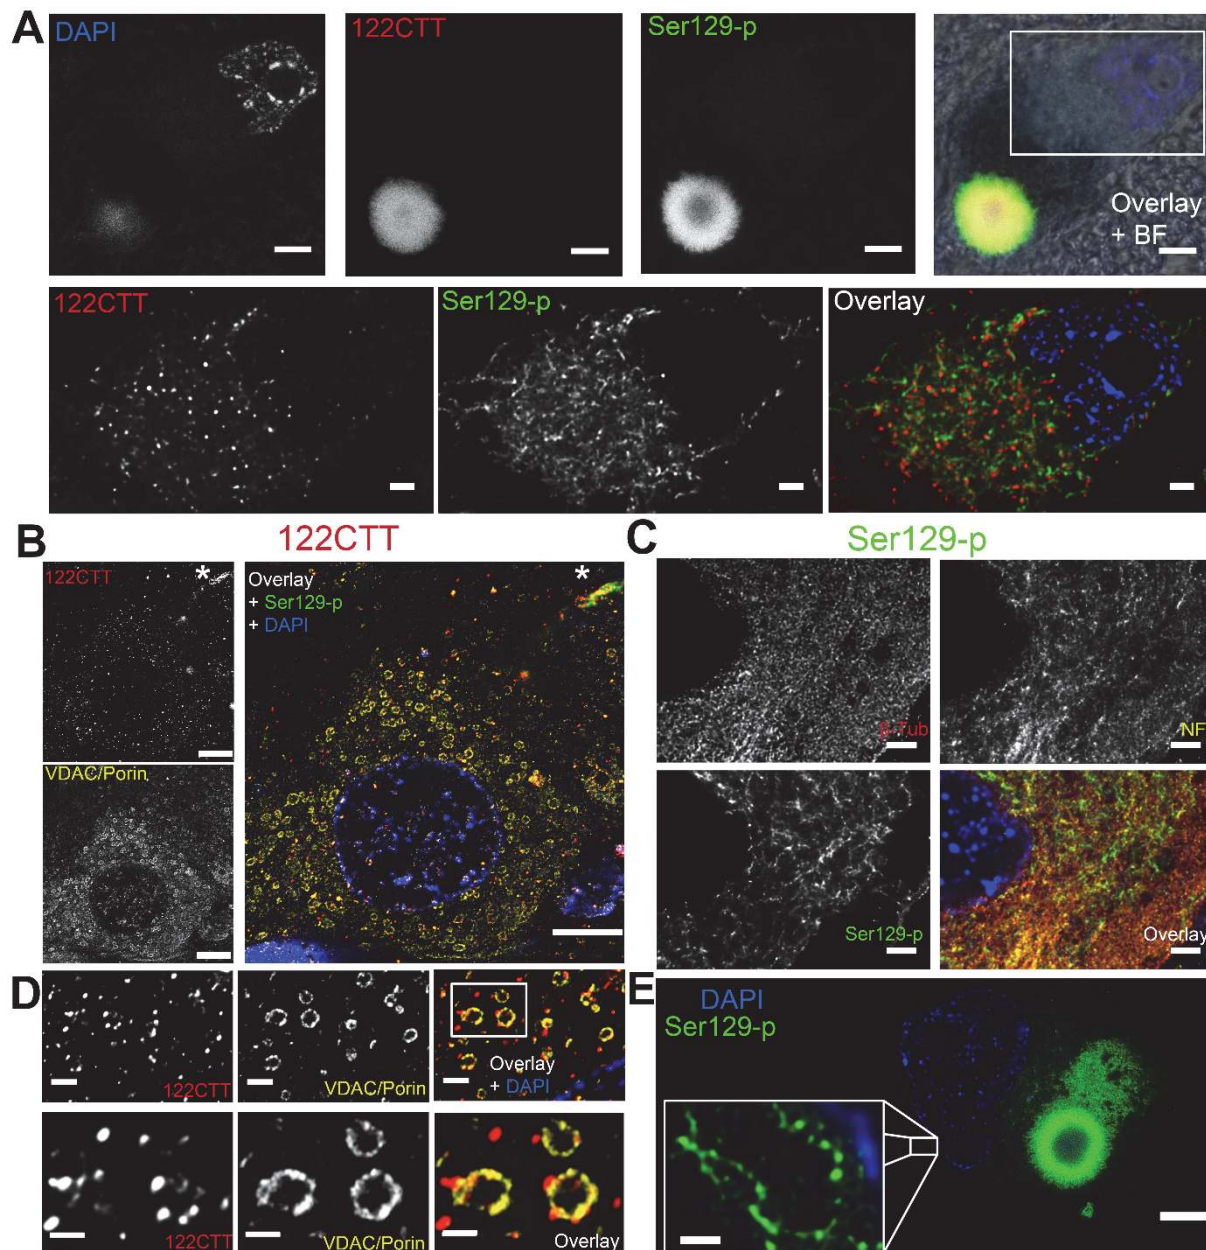 A
DAPI
122CTT
Ser129-p
Overlay
+ BF
122CTT
Ser129-p
Overlay
B
122CTT
122CTT
*
VDAC/Porin
Overlay
+ Ser129-p
+ DAPI
*
C
Ser129-p
β-Tub
NF
Ser129-p
Overlay
D
122CTT
VDAC/Porin
Overlay
+ DAPI
122CTT
VDAC/Porin
Overlay
E
DAPI
Ser129-p